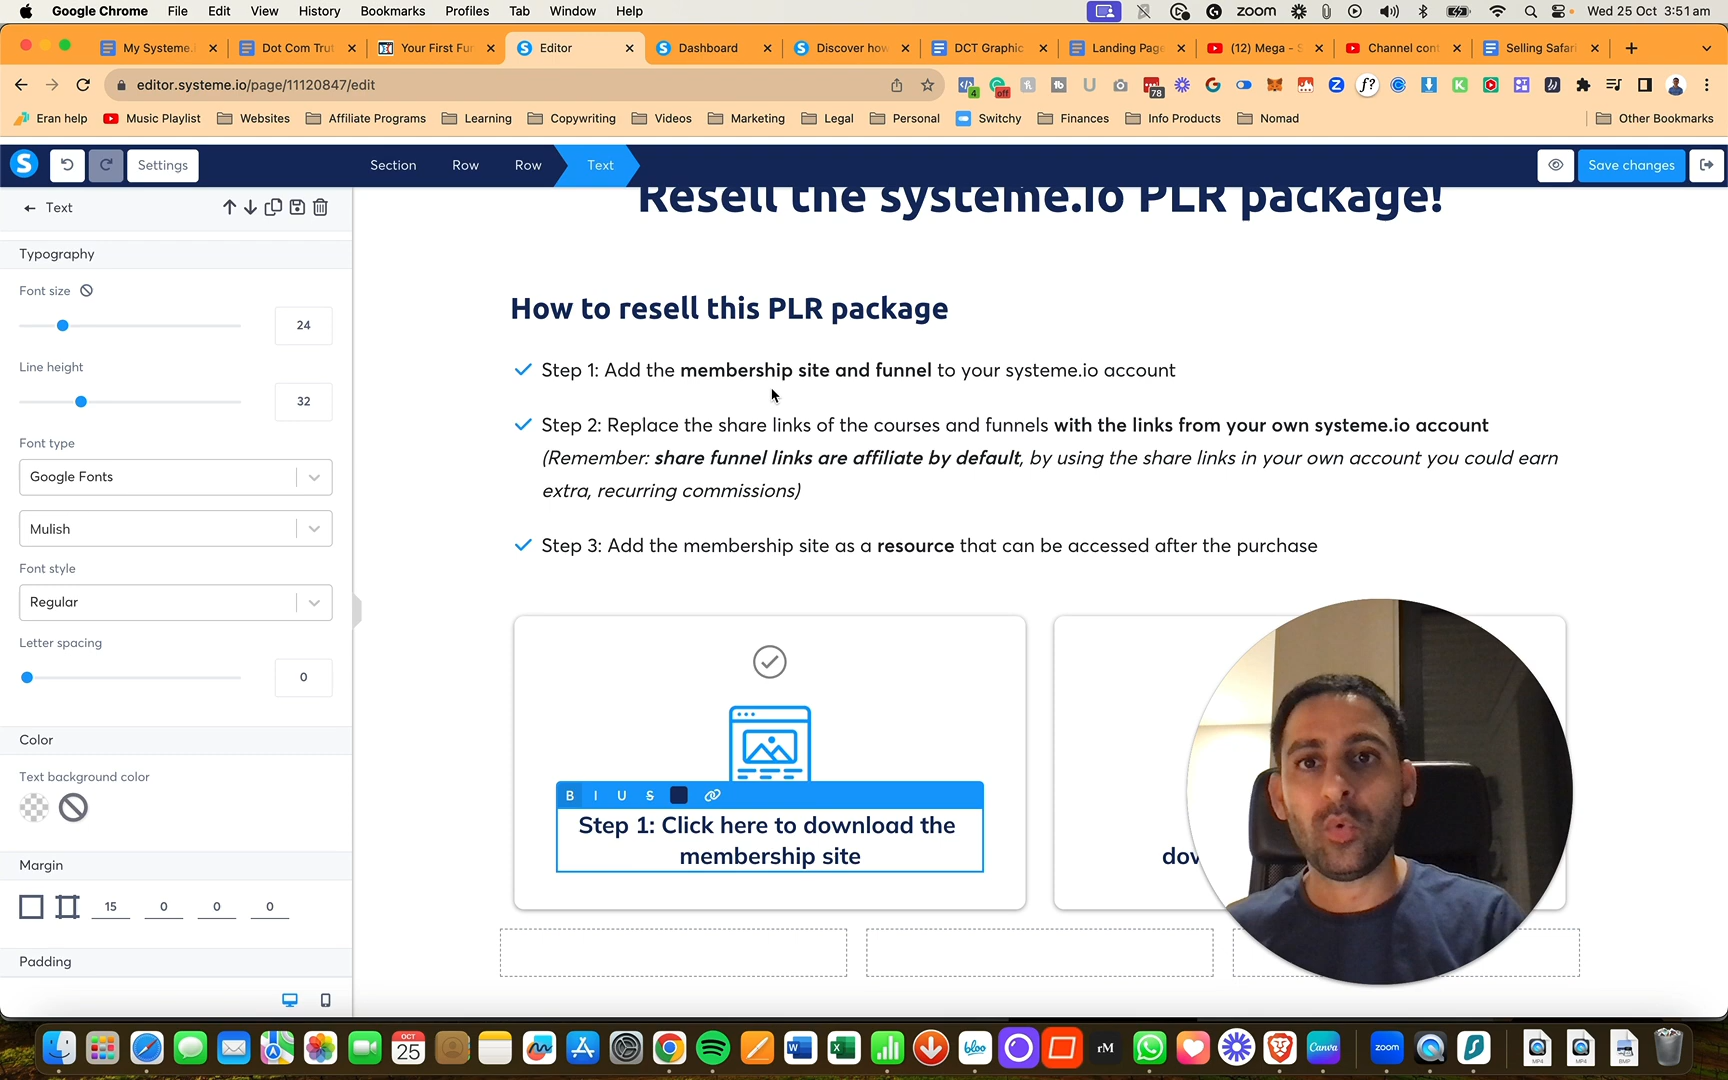 Google Chrome File Edit View History Bookmarks Profiles Tab Window Help
zoom
Wed 25 Oct 3:51 am
My Systeme.
Dot Com Tru
Your First Fu
Editor
Dashboard
Discover how
DCT Graphic
Landing Page
(12) Mega - S
Channel cont
Selling Safari
editor.systeme.io/page/11120847/edit
4
off
78
Eran help
Music Playlist
Websites
Affiliate Programs
Learning
Copywriting
Videos
Marketing
Legal
Personal
Switchy
Finances
Info Products
Nomad
Other Bookmarks
Settings
Section
Row
Row
Text
Save changes
Text
Typography
Font size
24
Line height
32
Font type
Google Fonts
Mulish
Font style
Regular
Letter spacing
0
Color
Text background color
Margin
15
0
0
0
Padding
Resell the systeme.io PLR package!
How to resell this PLR package
Step 1: Add the membership site and funnel to your systeme.io account
Step 2: Replace the share links of the courses and funnels with the links from your own systeme.io account
(Remember: share funnel links are affiliate by default, by using the share links in your own account you could earn
extra, recurring commissions)
Step 3: Add the membership site as a resource that can be accessed after the purchase
B I U S
Step 1: Click here to download the
membership site
OCT
25
bloo
rM
Canva
zoom